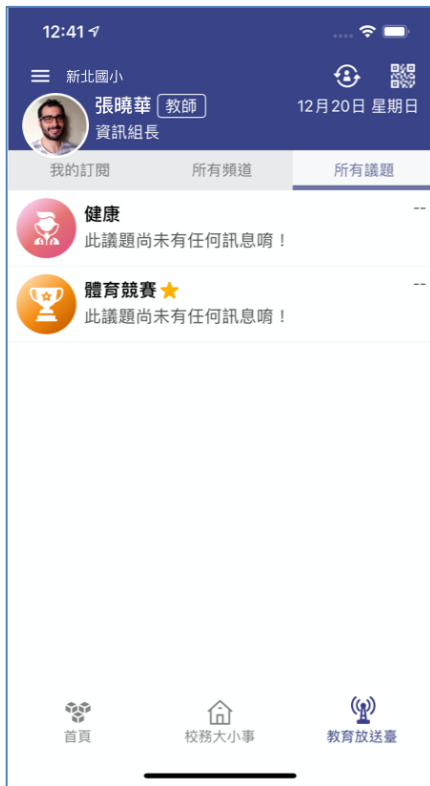 12:41
新北國小
張曉華 教師
12月20日 星期日
資訊組長
我的訂閱 所有頻道 所有議題
健康 --
此議題尚未有任何訊息唷！
體育競賽 --
此議題尚未有任何訊息唷！
首頁 校務大小事 教育放送臺